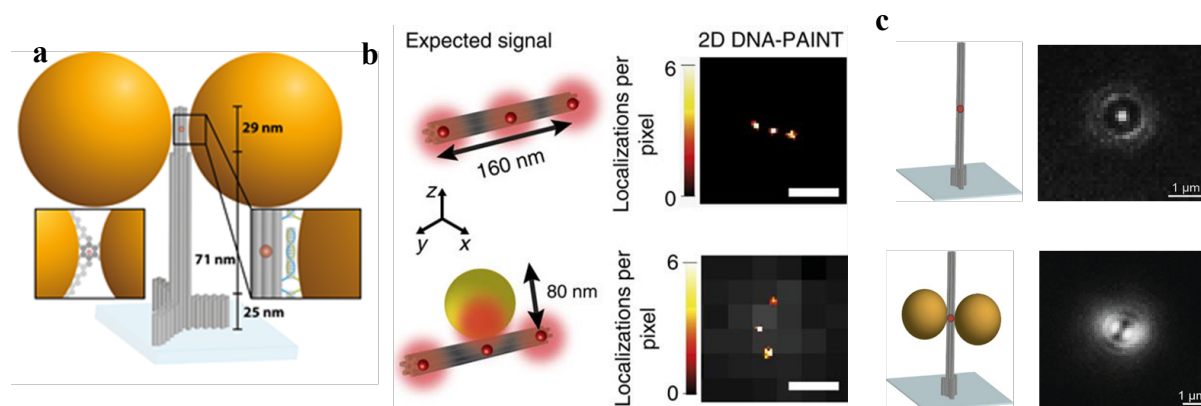 a
29 nm
71 nm
25 nm
b
Expected signal
2D DNA-PAINT
160 nm
6
0
Localizations per
pixel
z
y
x
80 nm
6
0
Localizations per
pixel
c
1 µm
1 µm